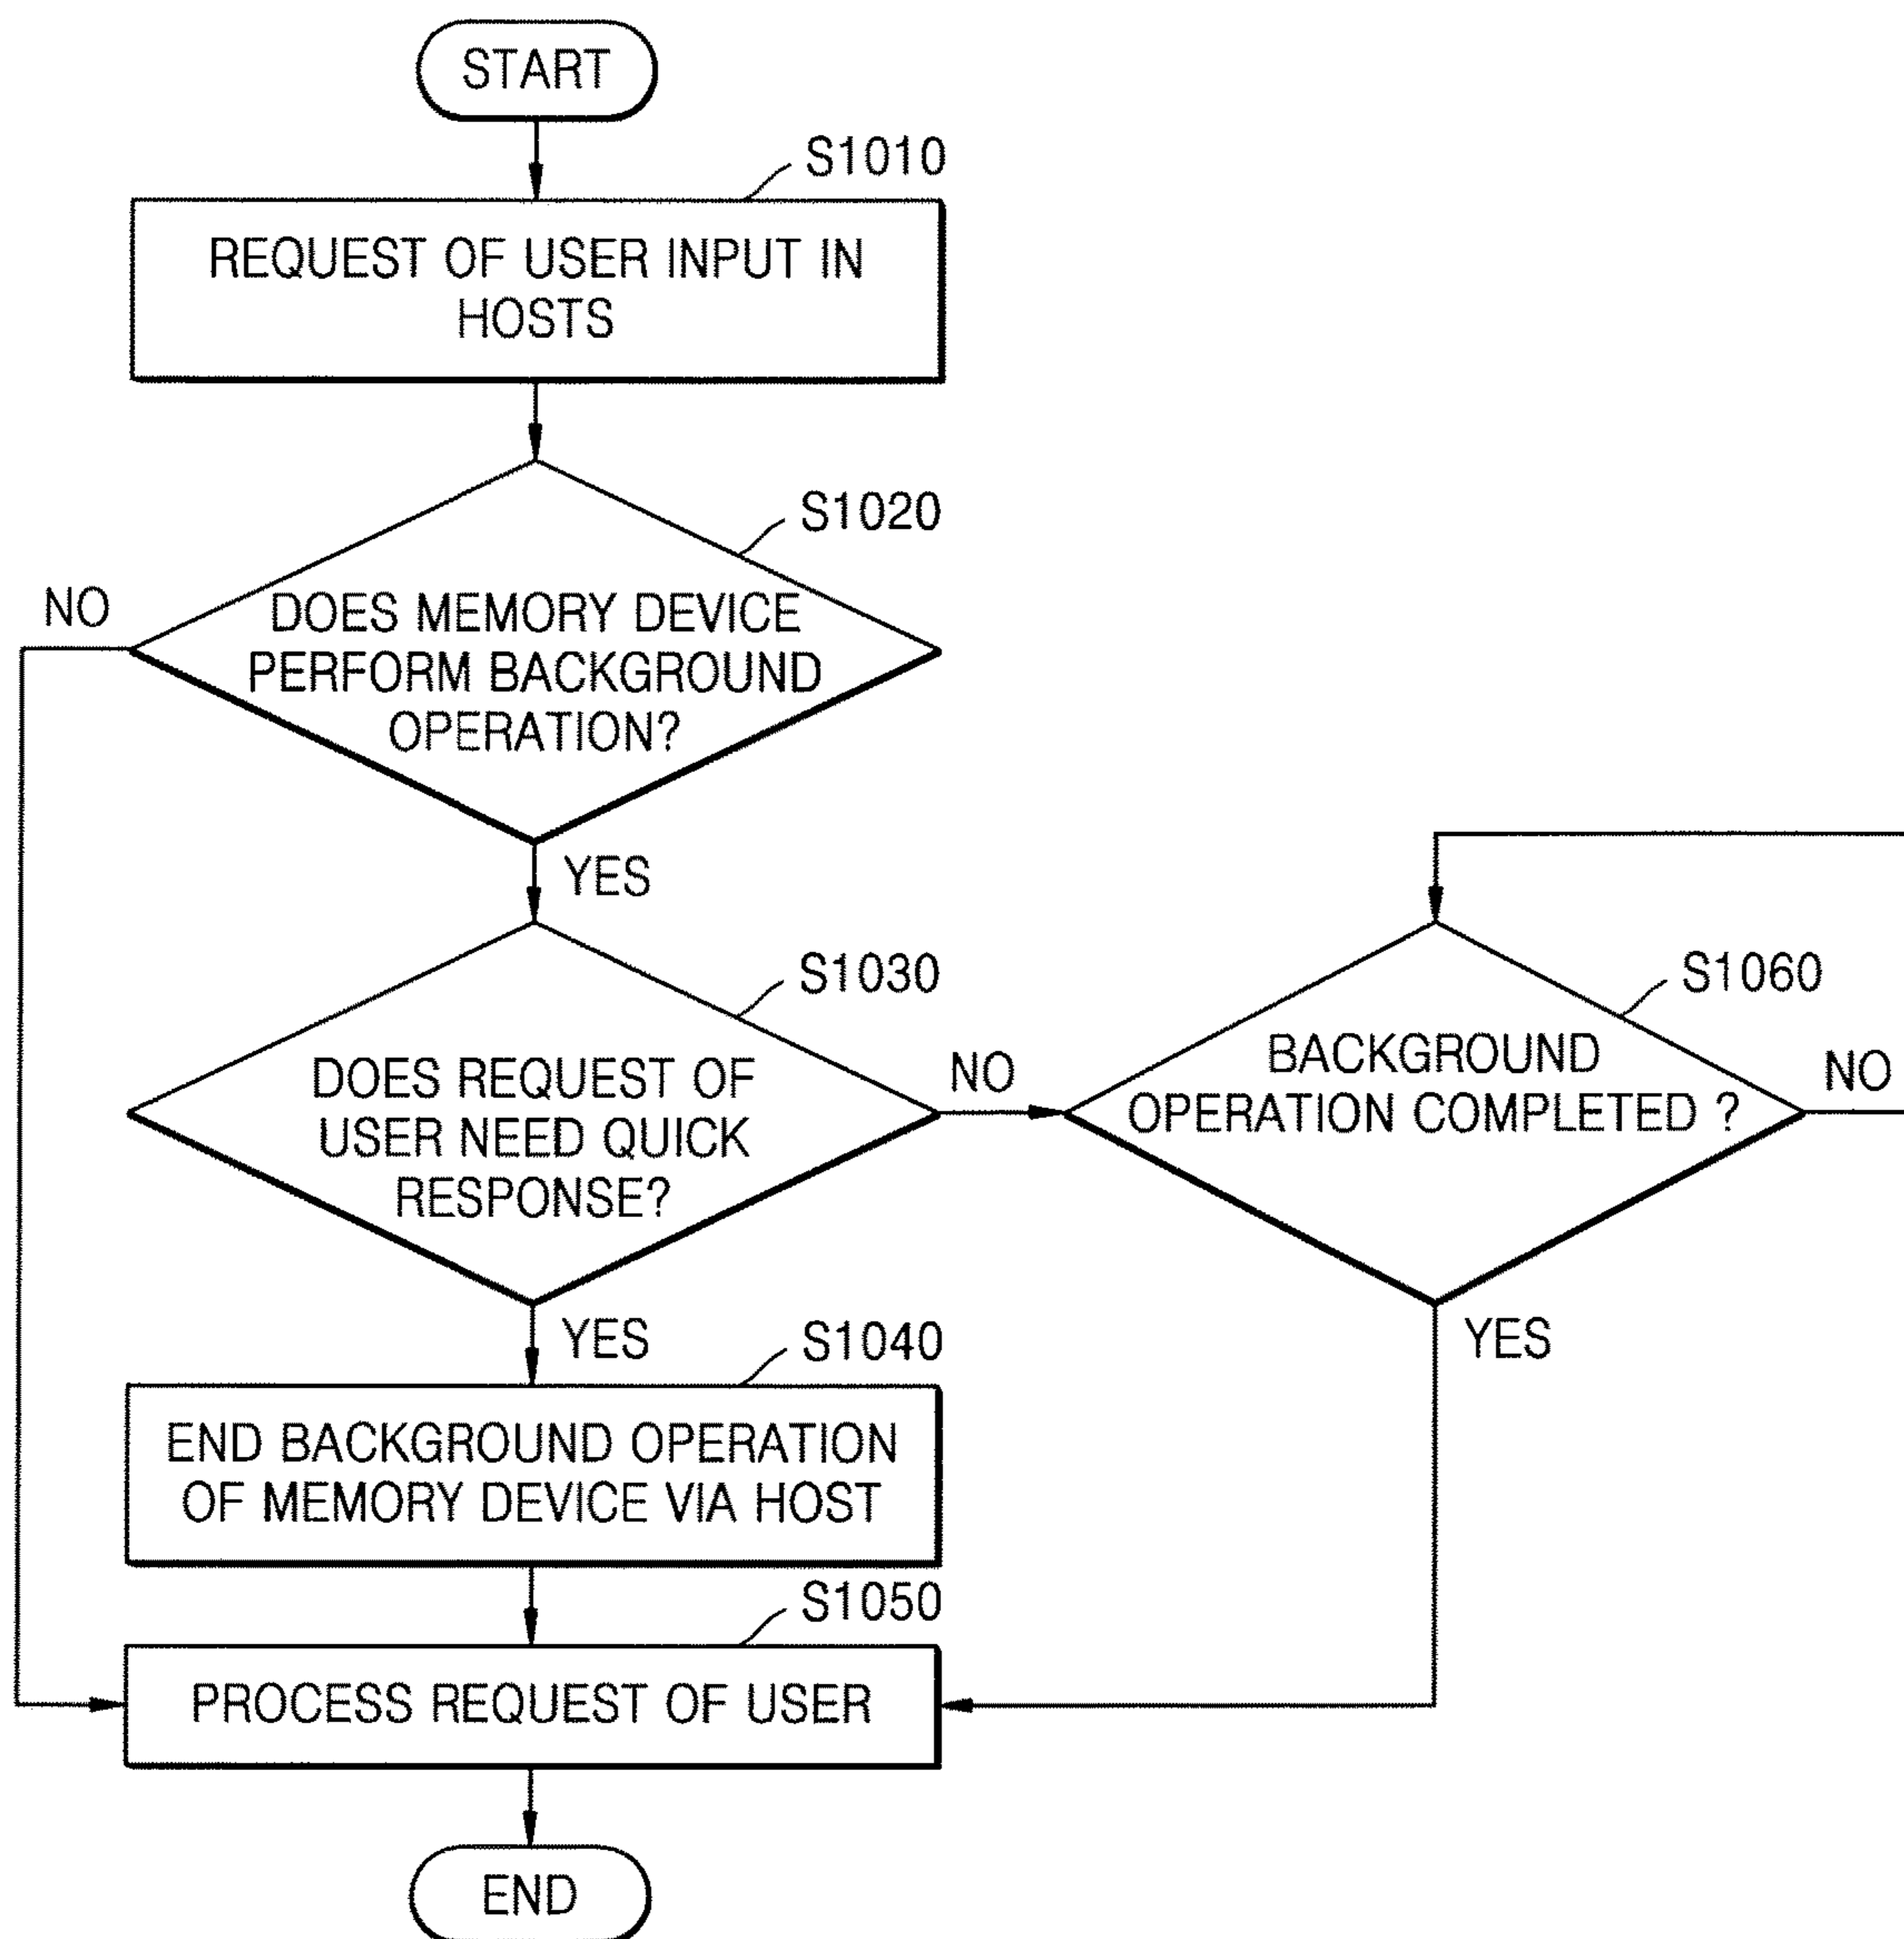 START
S1010
REQUEST OF USER INPUT IN
HOSTS
S1020
NO
DOES MEMORY DEVICE
PERFORM BACKGROUND
OPERATION?
YES
S1030
DOES REQUEST OF
USER NEED QUICK
RESPONSE?
NO
S1060
BACKGROUND
OPERATION COMPLETED ?
NO
YES
YES
S1040
END BACKGROUND OPERATION
OF MEMORY DEVICE VIA HOST
S1050
PROCESS REQUEST OF USER
END